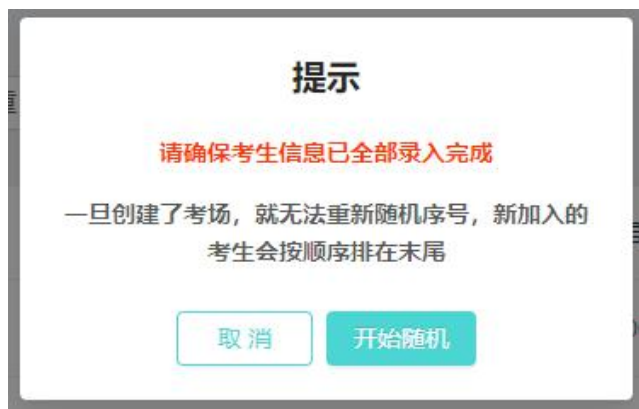 提示
请确保考生信息已全部录入完成
一旦创建了考场，就无法重新随机序号，新加入的
考生会按顺序排在末尾
取 消
开始随机